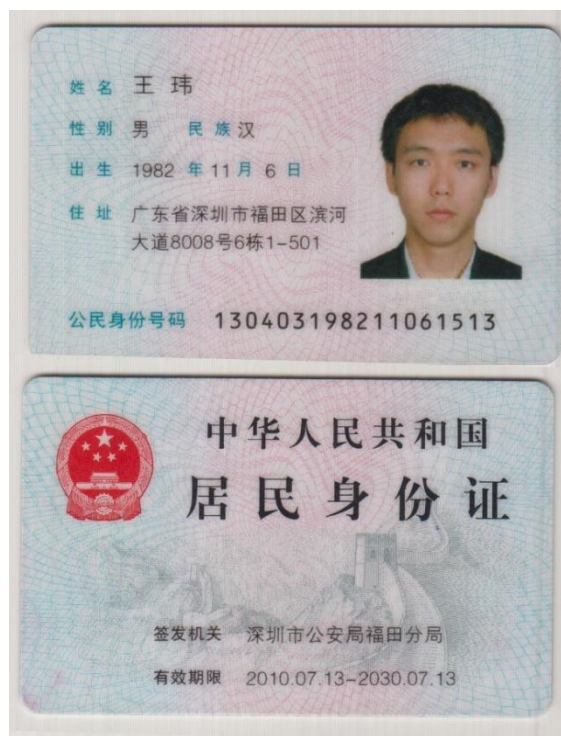 姓名 王玮
性别 男 民族 汉
出生 1982 年 11 月 6 日
住址 广东省深圳市福田区滨河
大道8008号6栋1-501
公民身份号码 130403198211061513
中华人民共和国
居民身份证
签发机关 深圳市公安局福田分局
有效期限 2010.07.13-2030.07.13